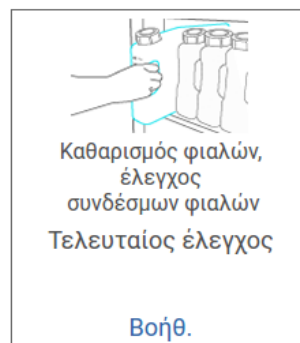 Καθαρισμός φιαλών,
έλεγχος
συνδέσμων φιαλών
Τελευταίος έλεγχος
Βοήθ.